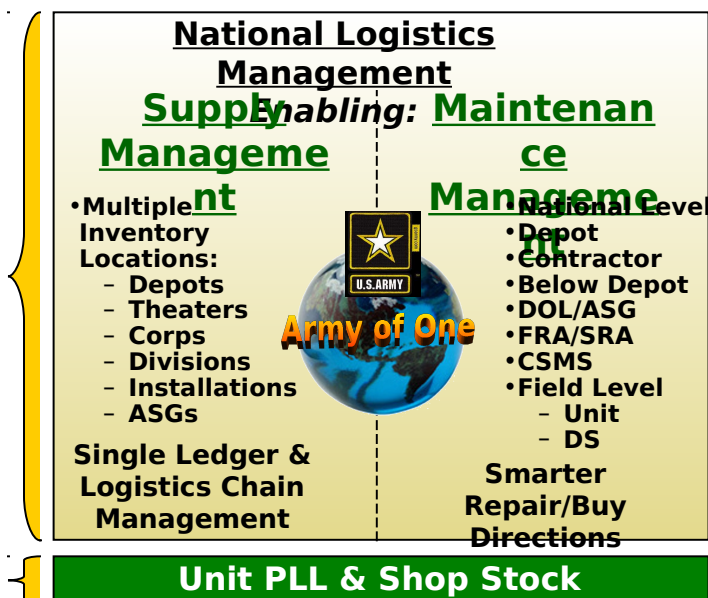 National Logistics
Management
Enabling:
Supply
Manageme
nt
•Multiple
Inventory
Locations:
– Depots
– Theaters
– Corps
– Divisions
– Installations
– ASGs
Single Ledger &
Logistics Chain
Management
U.S.ARMY
Army of One
Maintenan
ce
Manageme
nt
•National Level
•Depot
•Contractor
•Below Depot
•DOL/ASG
•FRA/SRA
•CSMS
•Field Level
– Unit
– DS
Smarter
Repair/Buy
Directions
Unit PLL & Shop Stock